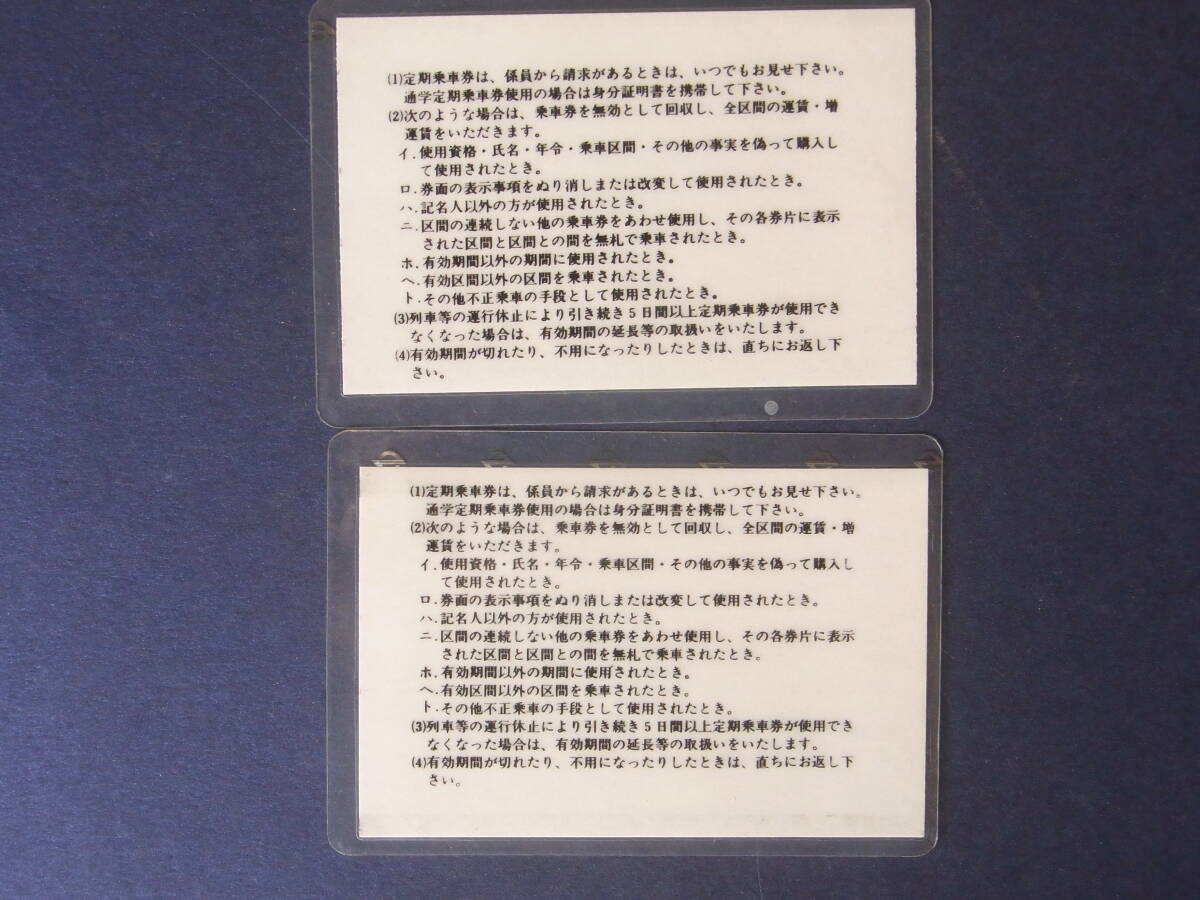 (1)定期乗車券は、係員から請求があるときは、いつでもお見せ下さい。
通学定期乗車券使用の場合は身分証明書を携帯して下さい。
(2)次のような場合は、乗車券を無効として回収し、全区間の運賃・増
運賃をいただきます。
イ.使用資格・氏名・年令・乗車区間・その他の事実を偽って購入し
て使用されたとき。
ロ.券面の表示事項をぬり消しまたは改変して使用されたとき。
ハ.記名人以外の方が使用されたとき。
ニ.区間の連続しない他の乗車券をあわせ使用し、その各券片に表示
された区間と区間との間を無札で乗車されたとき。
ホ.有効期間以外の期間に使用されたとき。
ヘ.有効区間以外の区間を乗車されたとき。
ト.その他不正乗車の手段として使用されたとき。
(3)列車等の運行休止により引き続き5日間以上定期乗車券が使用でき
なくなった場合は、有効期間の延長等の取扱いをいたします。
(4)有効期間が切れたり、不用になったりしたときは、直ちにお返し下
さい。
(1)定期乗車券は、係員から請求があるときは、いつでもお見せ下さい。
通学定期乗車券使用の場合は身分証明書を携帯して下さい。
(2)次のような場合は、乗車券を無効として回収し、全区間の運賃・増
運賃をいただきます。
イ.使用資格・氏名・年令・乗車区間・その他の事実を偽って購入し
て使用されたとき。
ロ.券面の表示事項をぬり消しまたは改変して使用されたとき。
ハ.記名人以外の方が使用されたとき。
ニ.区間の連続しない他の乗車券をあわせ使用し、その各券片に表示
された区間と区間との間を無札で乗車されたとき。
ホ.有効期間以外の期間に使用されたとき。
ヘ.有効区間以外の区間を乗車されたとき。
ト.その他不正乗車の手段として使用されたとき。
(3)列車等の運行休止により引き続き5日間以上定期乗車券が使用でき
なくなった場合は、有効期間の延長等の取扱いをいたします。
(4)有効期間が切れたり、不用になったりしたときは、直ちにお返し下
さい。